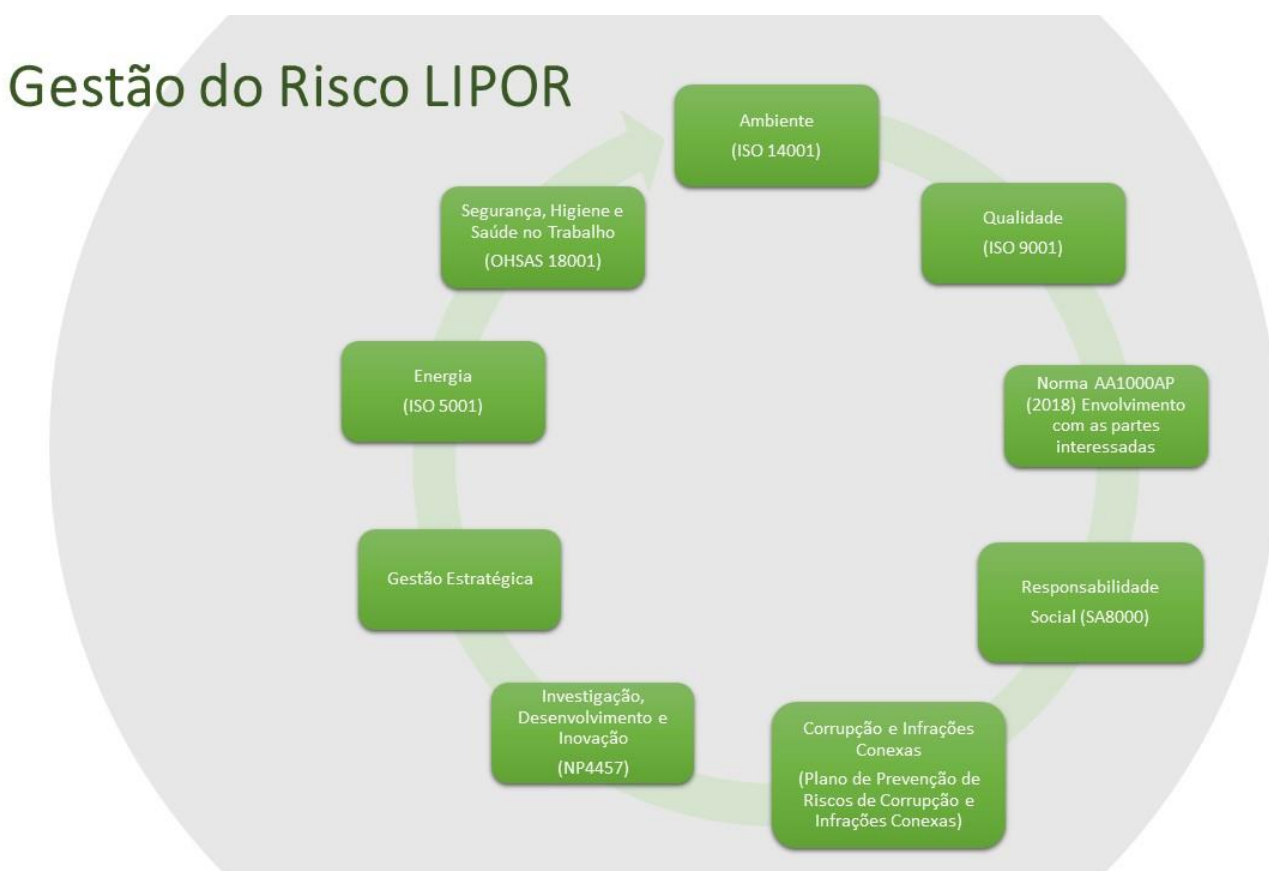 Gestão do Risco LIPOR
Ambiente
(ISO 14001)
Qualidade
(ISO 9001)
Norma AA1000AP
(2018) Envolvimento
com as partes
interessadas
Responsabilidade
Social (SA8000)
Corrupção e Infrações
Conexas
(Plano de Prevenção de
Riscos de Corrupção e
Infrações Conexas)
Investigação,
Desenvolvimento e
Inovação
(NP4457)
Gestão Estratégica
Energia
(ISO 5001)
Segurança, Higiene e
Saúde no Trabalho
(OHSAS 18001)